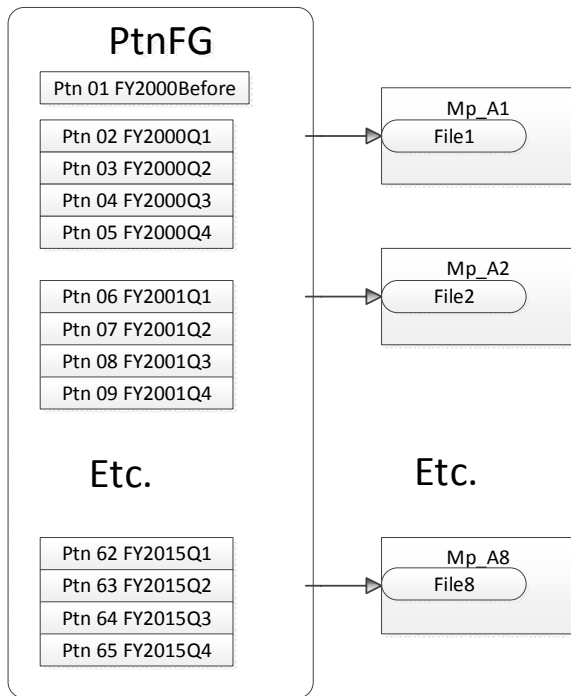 PtnFG
Ptn 01 FY2000Before
Ptn 02 FY2000Q1
Ptn 03 FY2000Q2
Ptn 04 FY2000Q3
Ptn 05 FY2000Q4
Mp_A1
File1
Ptn 06 FY2001Q1
Ptn 07 FY2001Q2
Ptn 08 FY2001Q3
Ptn 09 FY2001Q4
Mp_A2
File2
Etc.
Etc.
Ptn 62 FY2015Q1
Ptn 63 FY2015Q2
Ptn 64 FY2015Q3
Ptn 65 FY2015Q4
Mp_A8
File8